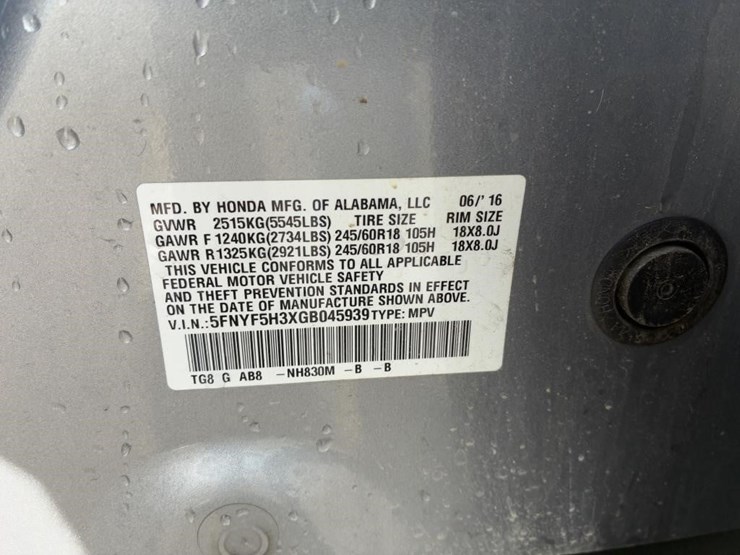 MFD. BY HONDA MFG. OF ALABAMA, LLC 06/' 16
GVWR 2515KG(5545LBS) TIRE SIZE RIM SIZE
GAWR F 1240KG(2734LBS) 245/60R18 105H 18X8.0J
GAWR R 1325KG(2921LBS) 245/60R18 105H 18X8.0J
THIS VEHICLE CONFORMS TO ALL APPLICABLE
FEDERAL MOTOR VEHICLE SAFETY
AND THEFT PREVENTION STANDARDS IN EFFECT
ON THE DATE OF MANUFACTURE SHOWN ABOVE.
V.I.N.:5FNYF5H3XGB045939 TYPE: MPV
TG8 G AB8 -NH830M -B -B